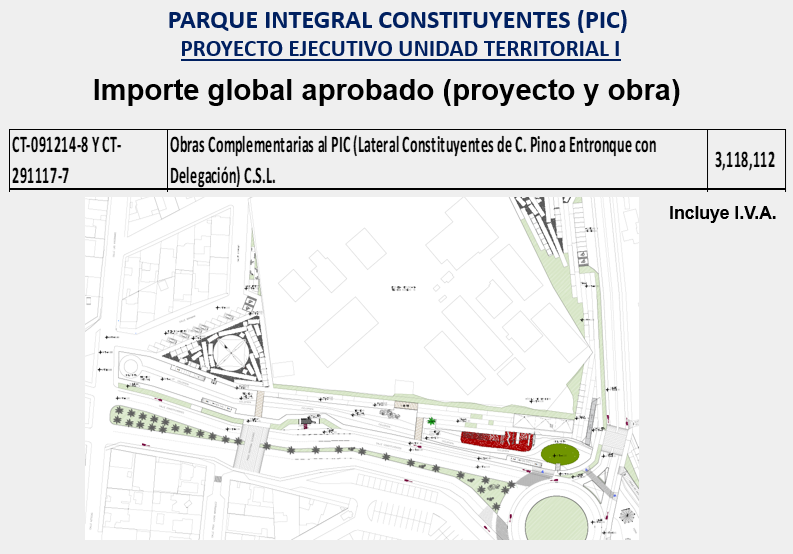 PARQUE INTEGRAL CONSTITUYENTES (PIC)
PROYECTO EJECUTIVO UNIDAD TERRITORIAL I
Importe global aprobado (proyecto y obra)
CT-091214-8 Y CT-
291117-7
Obras Complementarias al PIC (Lateral Constituyentes de C. Pino a Entronque con
Delegación) C.S.L.
3,118,112
Incluye I.V.A.